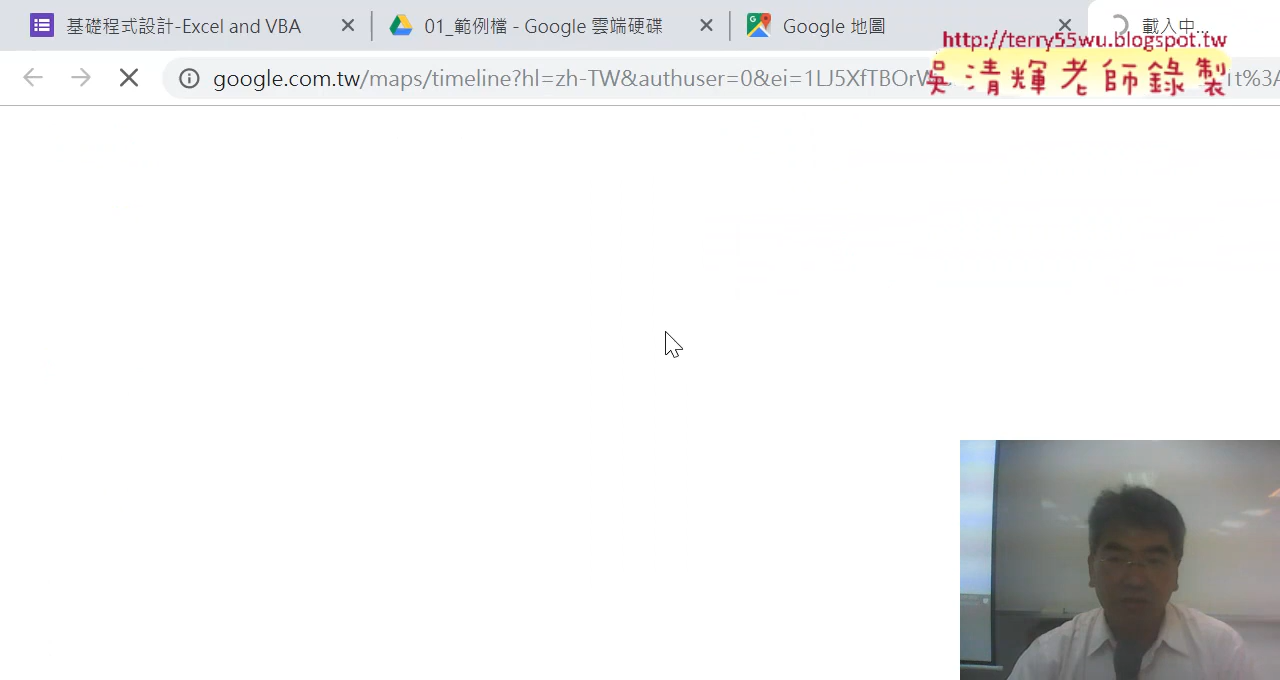 基礎程式設計-Excel and VBA
01_範例檔 - Google 雲端硬碟
Google 地圖
載入中...
http://terry55wu.blogspot.tw
google.com.tw/maps/timeline?hl=zh-TW&authuser=0&ei=1LJ5XfTBOrW
吳清輝老師錄製